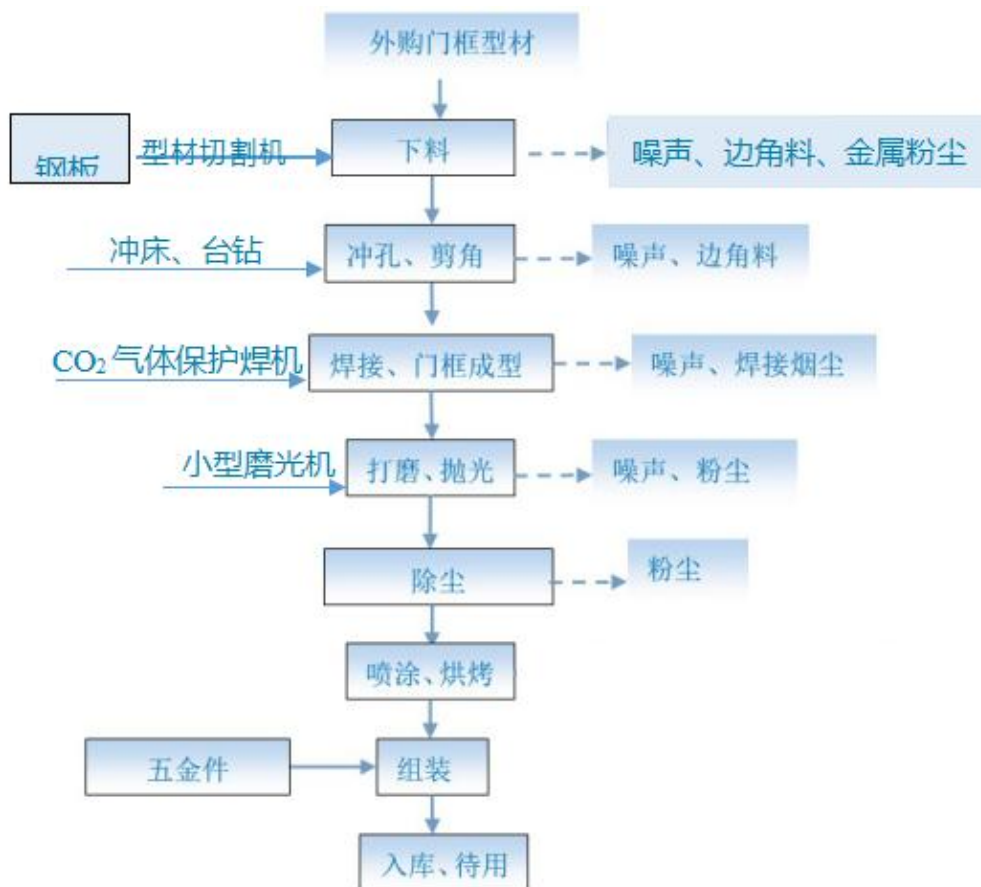 外购门框型材
钢板
型材切割机
下料
噪声、边角料、金属粉尘
冲床、台钻
冲孔、剪角
噪声、边角料
CO₂气体保护焊机
焊接、门框成型
噪声、焊接烟尘
小型磨光机
打磨、抛光
噪声、粉尘
除尘
粉尘
喷涂、烘烤
五金件
组装
入库、待用